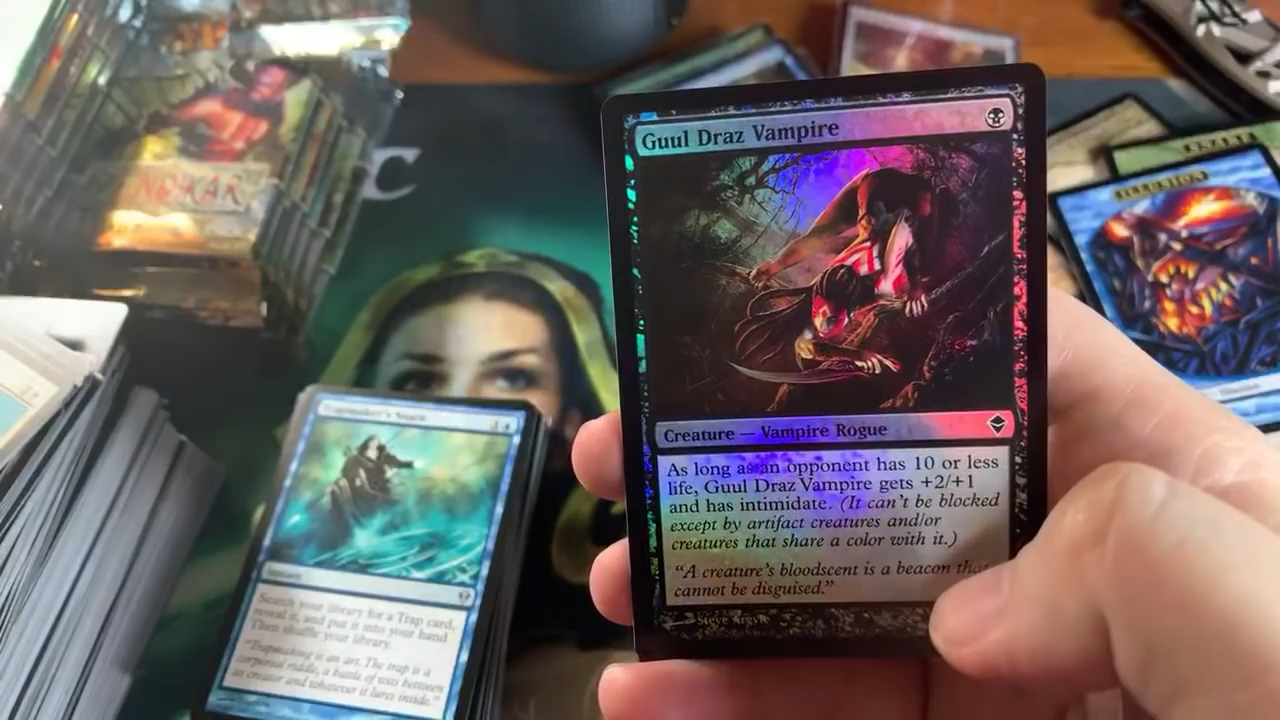 Guul Draz Vampire
Creature — Vampire Rogue
As long as an opponent has 10 or less
life, Guul Draz Vampire gets +2/+1
and has intimidate. (It can't be blocked
except by artifact creatures and/or
creatures that share a color with it.)
"A creature's bloodscent is a beacon
cannot be disguised."
Steve Argyle
Trapmaker's Snare
1
Instant
Search your library for a Trap card,
reveal it, and put it into your hand.
Then shuffle your library.
"Trapmaking is an art. The trap is a
corporeal riddle, a battle of wits between
its creator and whatever it lures inside."
ILLUSION
C